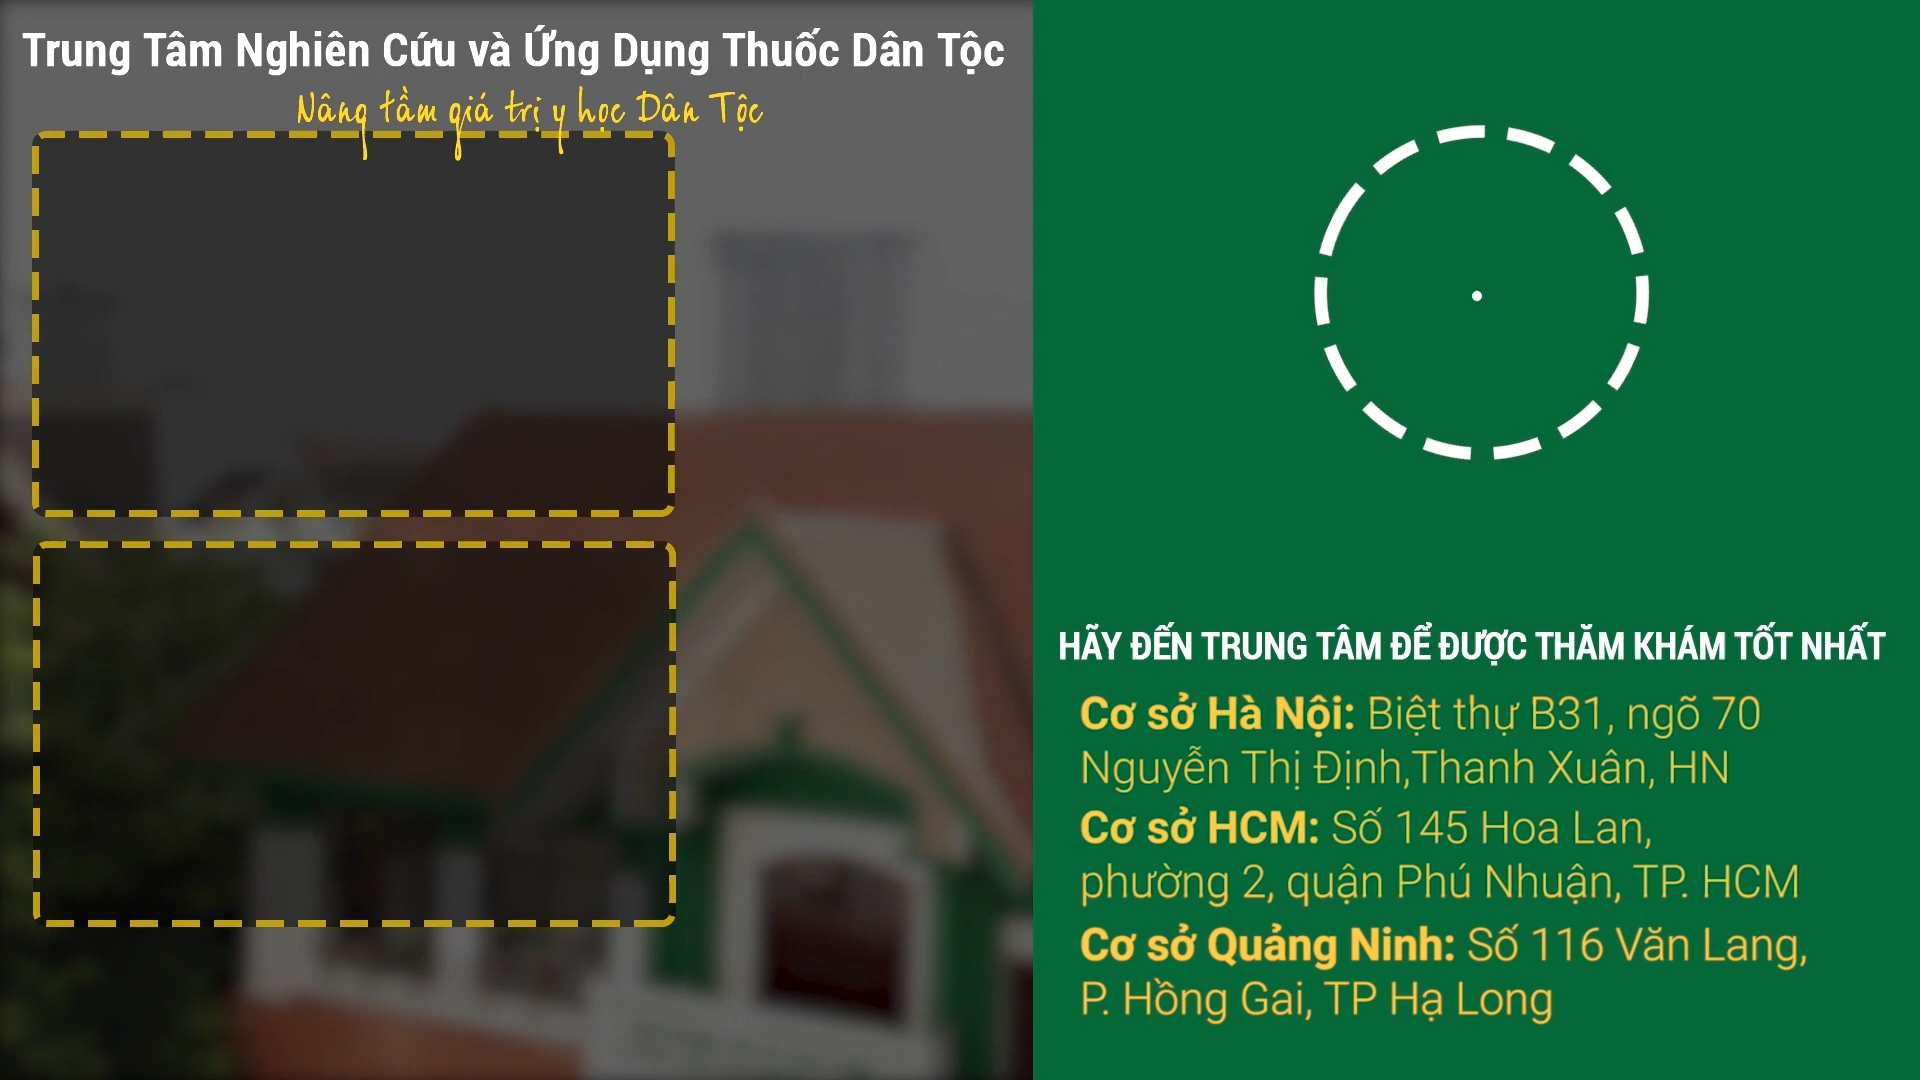 Trung Tâm Nghiên Cứu và Ứng Dụng Thuốc Dân Tộc
Nâng tầm giá trị y học Dân Tộc
HÃY ĐẾN TRUNG TÂM ĐỂ ĐƯỢC THĂM KHÁM TỐT NHẤT
Cơ sở Hà Nội: Biệt thự B31, ngõ 70
Nguyễn Thị Định,Thanh Xuân, HN
Cơ sở HCM: Số 145 Hoa Lan,
phường 2, quận Phú Nhuận, TP. HCM
Cơ sở Quảng Ninh: Số 116 Văn Lang,
P. Hồng Gai, TP Hạ Long